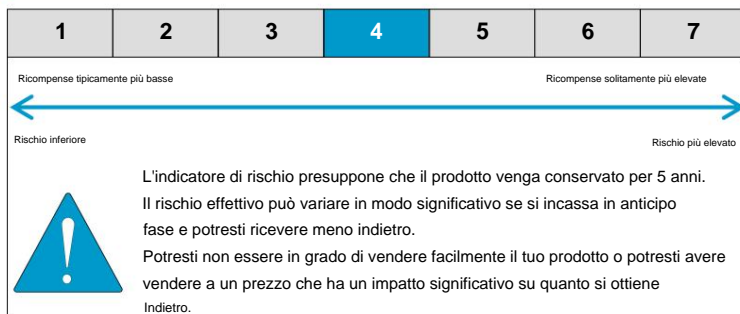 1 2 3 4 5 6 7
Ricompense tipicamente più basse Ricompense solitamente più elevate
Rischio inferiore Rischio più elevato
L'indicatore di rischio presuppone che il prodotto venga conservato per 5 anni.
Il rischio effettivo può variare in modo significativo se si incassa in anticipo
fase e potresti ricevere meno indietro.
Potresti non essere in grado di vendere facilmente il tuo prodotto o potresti avere
vendere a un prezzo che ha un impatto significativo su quanto si ottiene
Indietro.